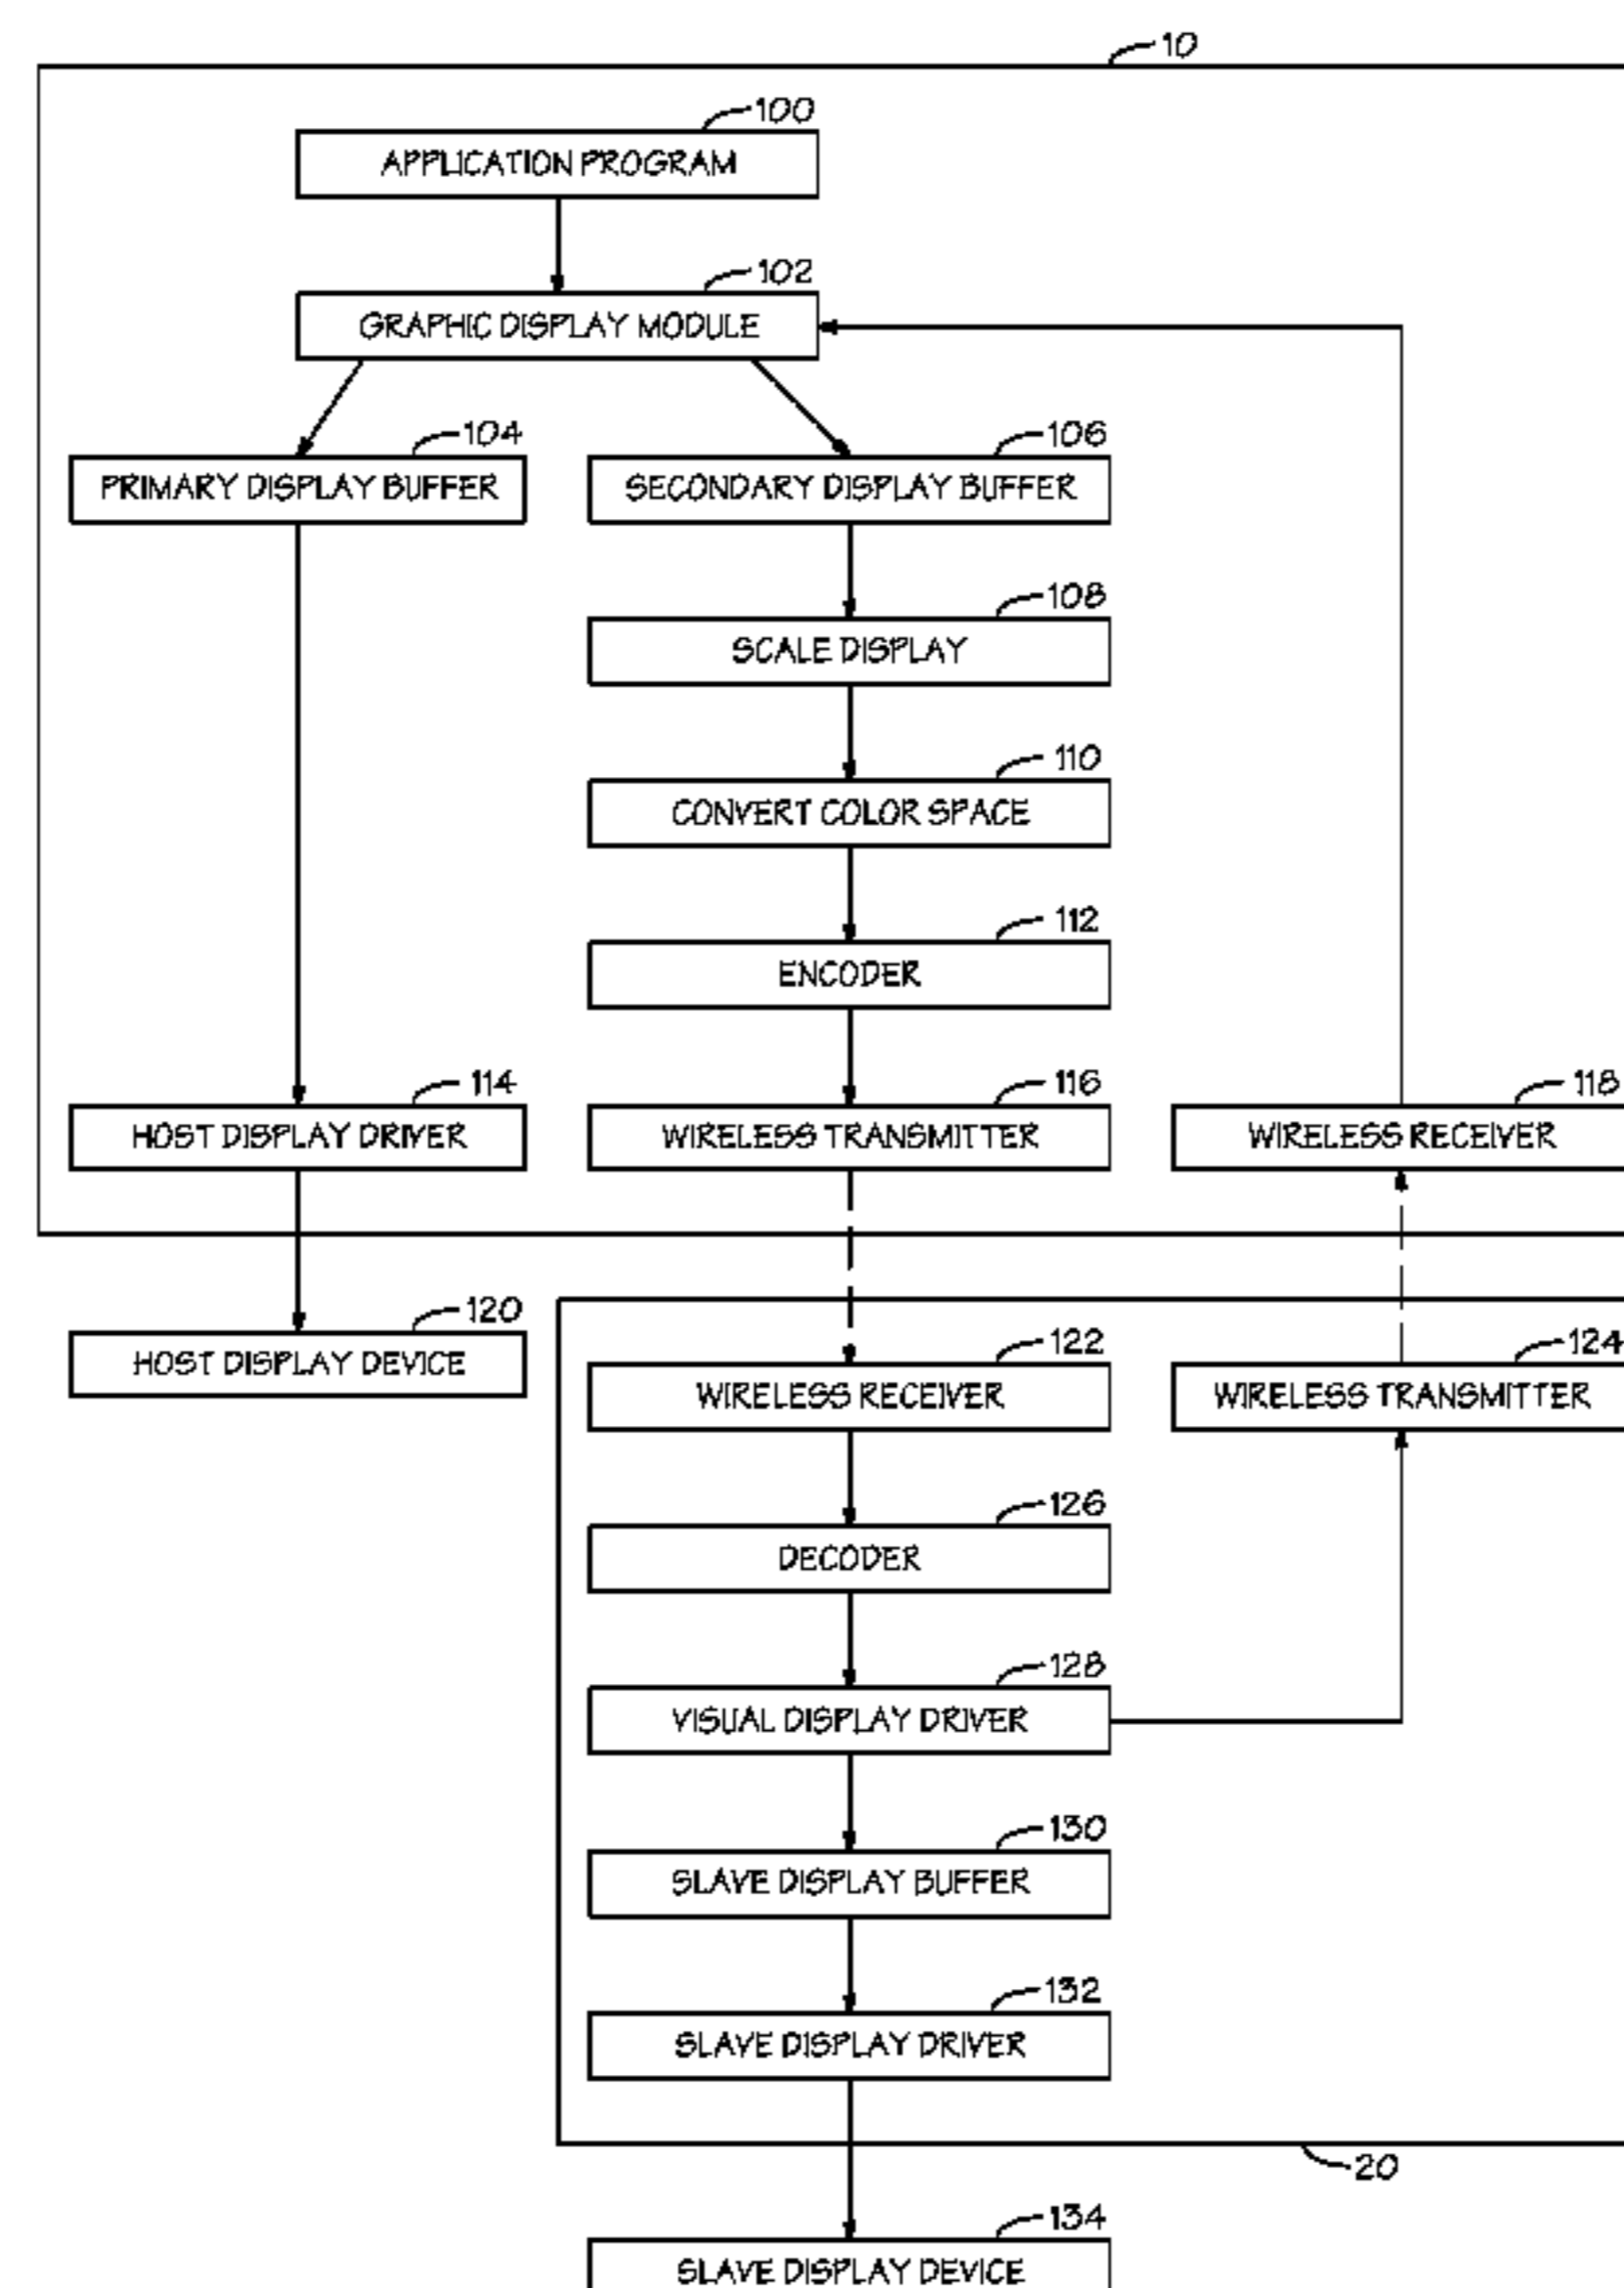 10
100
APPLICATION PROGRAM
102
GRAPHIC DISPLAY MODULE
104
PRIMARY DISPLAY BUFFER
106
SECONDARY DISPLAY BUFFER
108
SCALE DISPLAY
110
CONVERT COLOR SPACE
112
ENCODER
114
HOST DISPLAY DRIVER
116
WIRELESS TRANSMITTER
118
WIRELESS RECEIVER
120
HOST DISPLAY DEVICE
122
WIRELESS RECEIVER
124
WIRELESS TRANSMITTER
126
DECODER
128
VISUAL DISPLAY DRIVER
130
SLAVE DISPLAY BUFFER
132
SLAVE DISPLAY DRIVER
20
134
SLAVE DISPLAY DEVICE